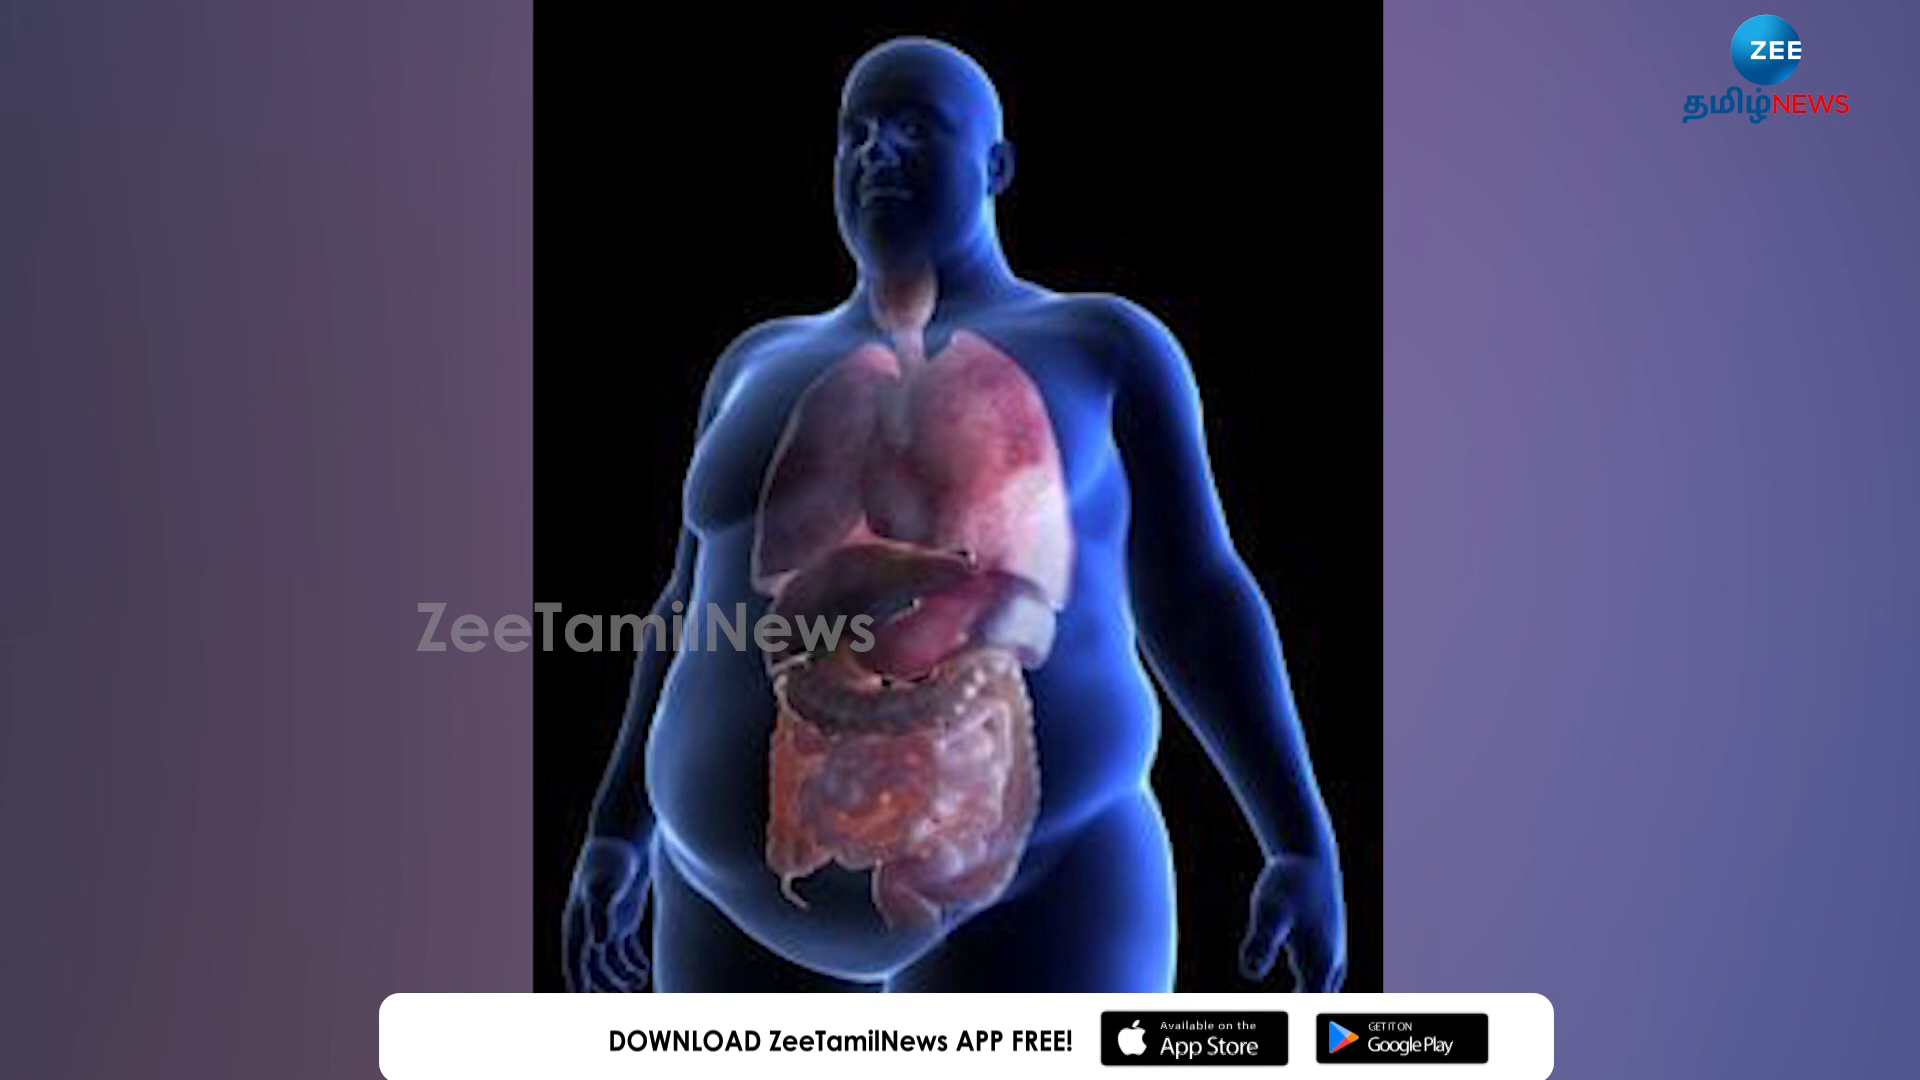 ZEE
தமிழ்NEWS
ZeeTamilNews
DOWNLOAD ZeeTamilNews APP FREE!
Available on the
App Store
GET IT ON
Google Play